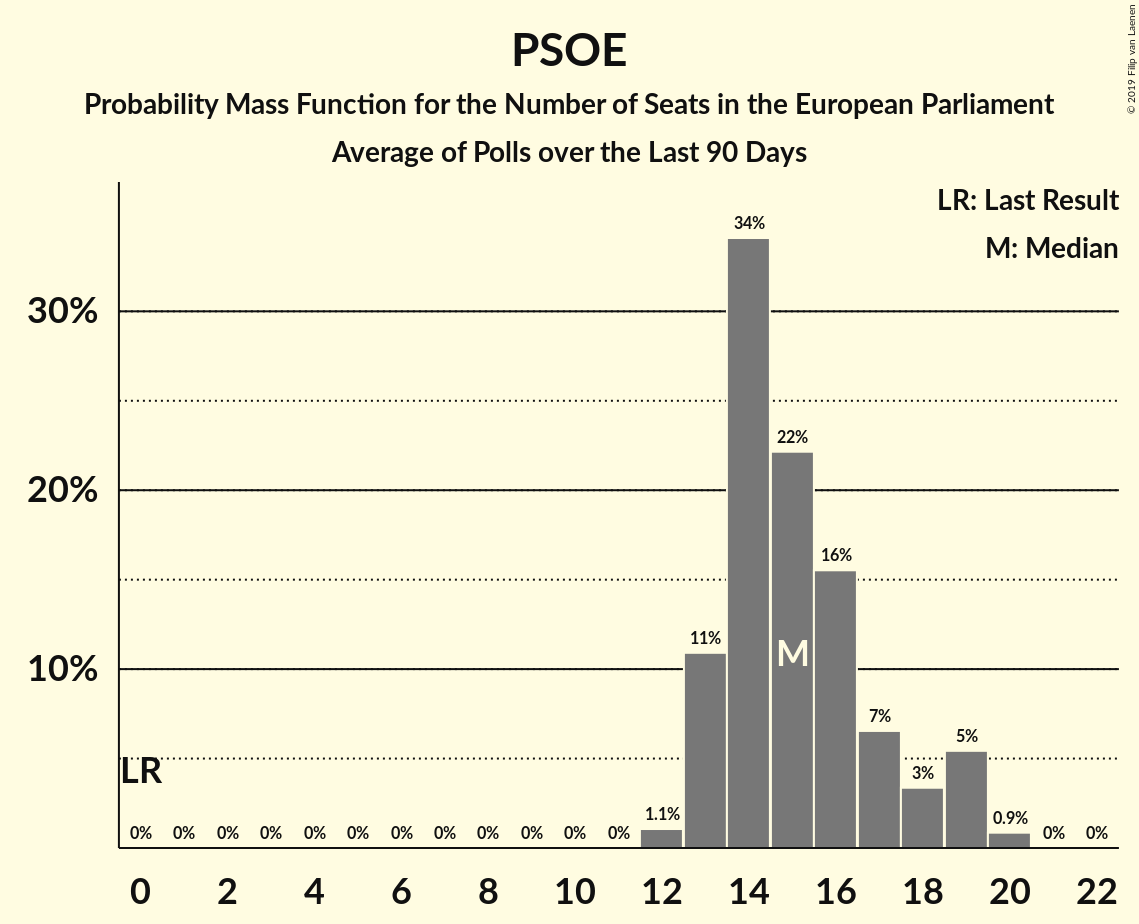 PSOE
Probability Mass Function for the Number of Seats in the European Parliament
Average of Polls over the Last 90 Days
© 2019 Filip van Laenen
LR: Last Result
M: Median
34%
30%
22%
20%
16%
11%
M
10%
7%
5%
LR
3%
1.1%
0.9%
0% 0% 0% 0% 0% 0% 0% 0% 0% 0% 0% 0% 0% 0%
0 2 4 6 8 10 12 14 16 18 20 22